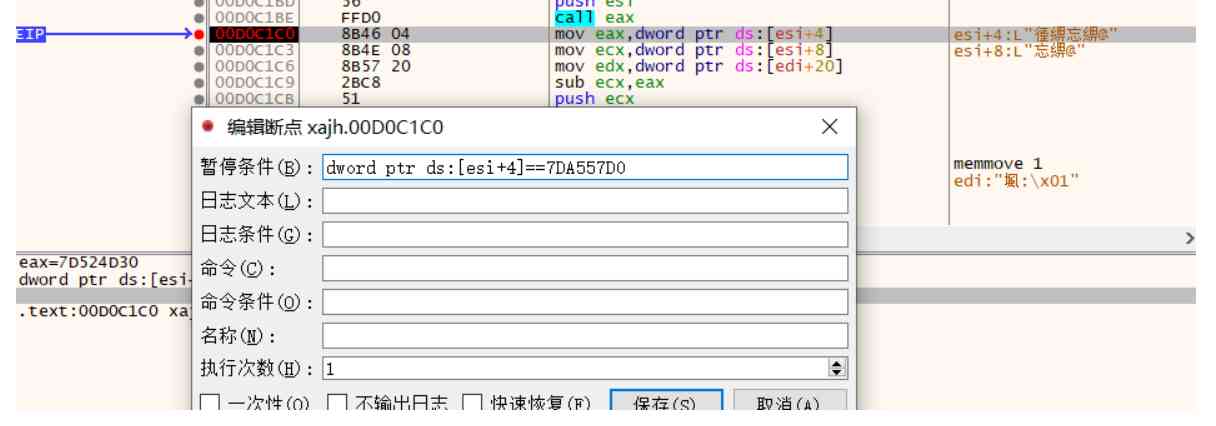 00D0C1BD 56 push esi
00D0C1BE FFD0 call eax
EIP 00D0C1C0 8B46 04 mov eax,dword ptr ds:[esi+4] esi+4:L"
00D0C1C3 8B4E 08 mov ecx,dword ptr ds:[esi+8] esi+8:L"忘綥@"
00D0C1C6 8B57 20 mov edx,dword ptr ds:[edi+20]
00D0C1C9 2BC8 sub ecx,eax
00D0C1CB 51 push ecx
编辑断点 xajh.00D0C1C0
暂停条件(B): dword ptr ds:[esi+4]==7DA557D0
memmove 1
日志文本(L):
edi:":\x01"
日志条件(G):
eax=7D524D30
命令(C):
dword ptr ds:[esi
命令条件(O):
.text:00D0C1C0 xa
名称(N):
执行次数(H): 1
一次性(O) 不输出日志 快速恢复(F) 保存(S) 取消(A)